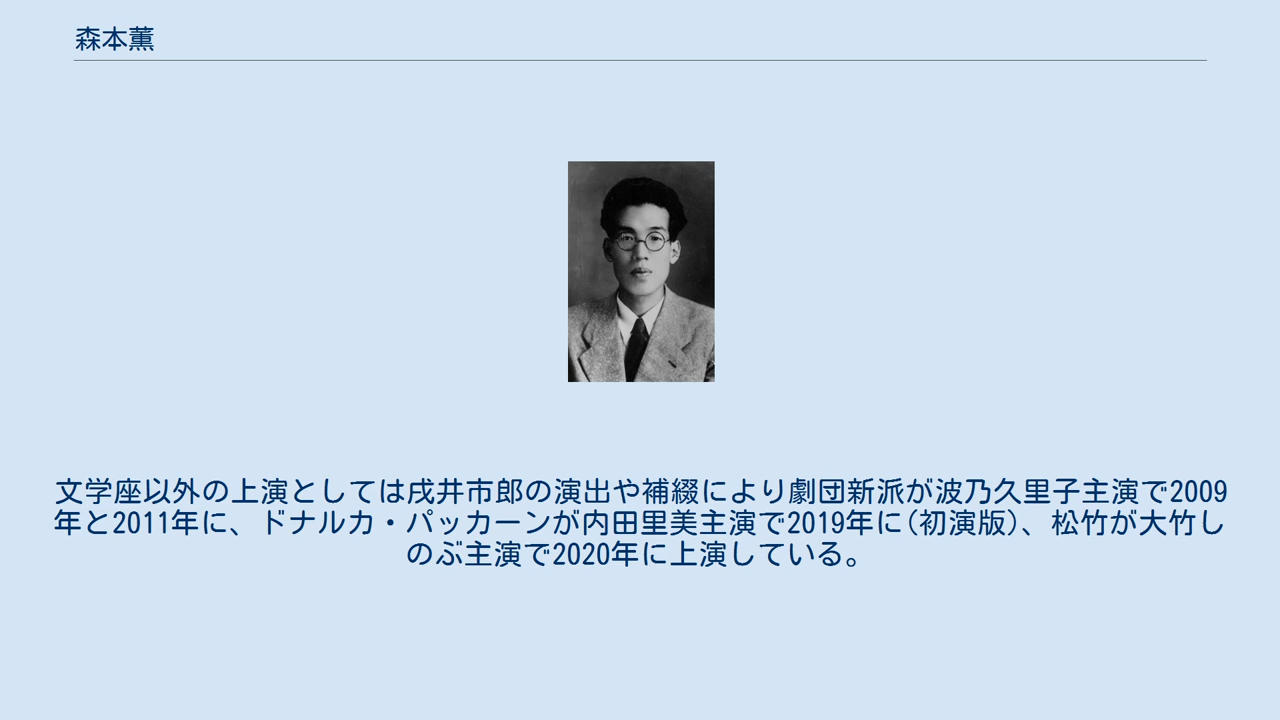 森本薫
文学座以外の上演としては戌井市郎の演出や補綴により劇団新派が波乃久里子主演で2009
年と2011年に、ドナルカ・パッカーンが内田里美主演で2019年に(初演版)、松竹が大竹し
のぶ主演で2020年に上演している。